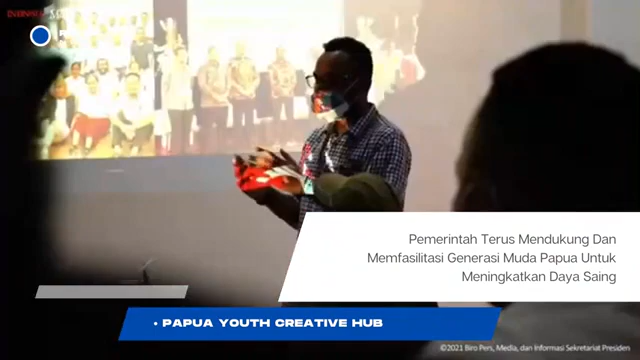 Pemerintah Terus Mendukung Dan
Memfasilitasi Generasi Muda Papua Untuk
Meningkatkan Daya Saing
• PAPUA YOUTH CREATIVE HUB
©2021 Biro Pers, Media, dan Informasi Sekretariat Presiden